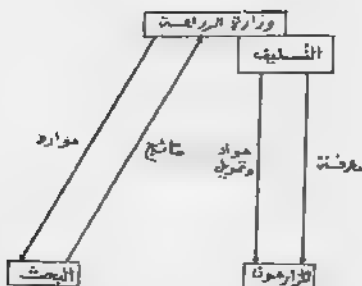 وزارة الزراعة
التسليف
موارد
نتائج
مواد
وتمويل
معرفة
البحث
المزارعون